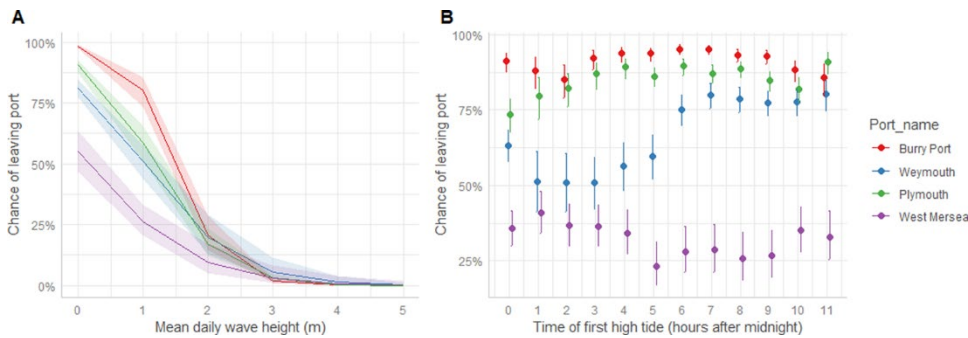 A
Chance of leaving port
100%
75%
50%
25%
0%
0 1 2 3 4 5
Mean daily wave height (m)
B
Chance of leaving port
100%
75%
50%
25%
0 1 2 3 4 5 6 7 8 9 10 11
Time of first high tide (hours after midnight)
Port_name
Burry Port
Weymouth
Plymouth
West Mersea